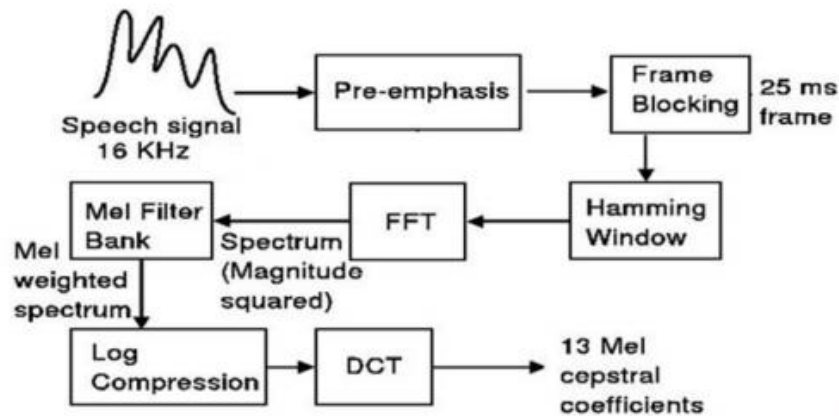 Speech signal
16 KHz
Pre-emphasis
Frame
Blocking
25 ms
frame
Hamming
Window
FFT
Spectrum
(Magnitude
squared)
Mel Filter
Bank
Mel
weighted
spectrum
Log
Compression
DCT
13 Mel
cepstral
coefficients